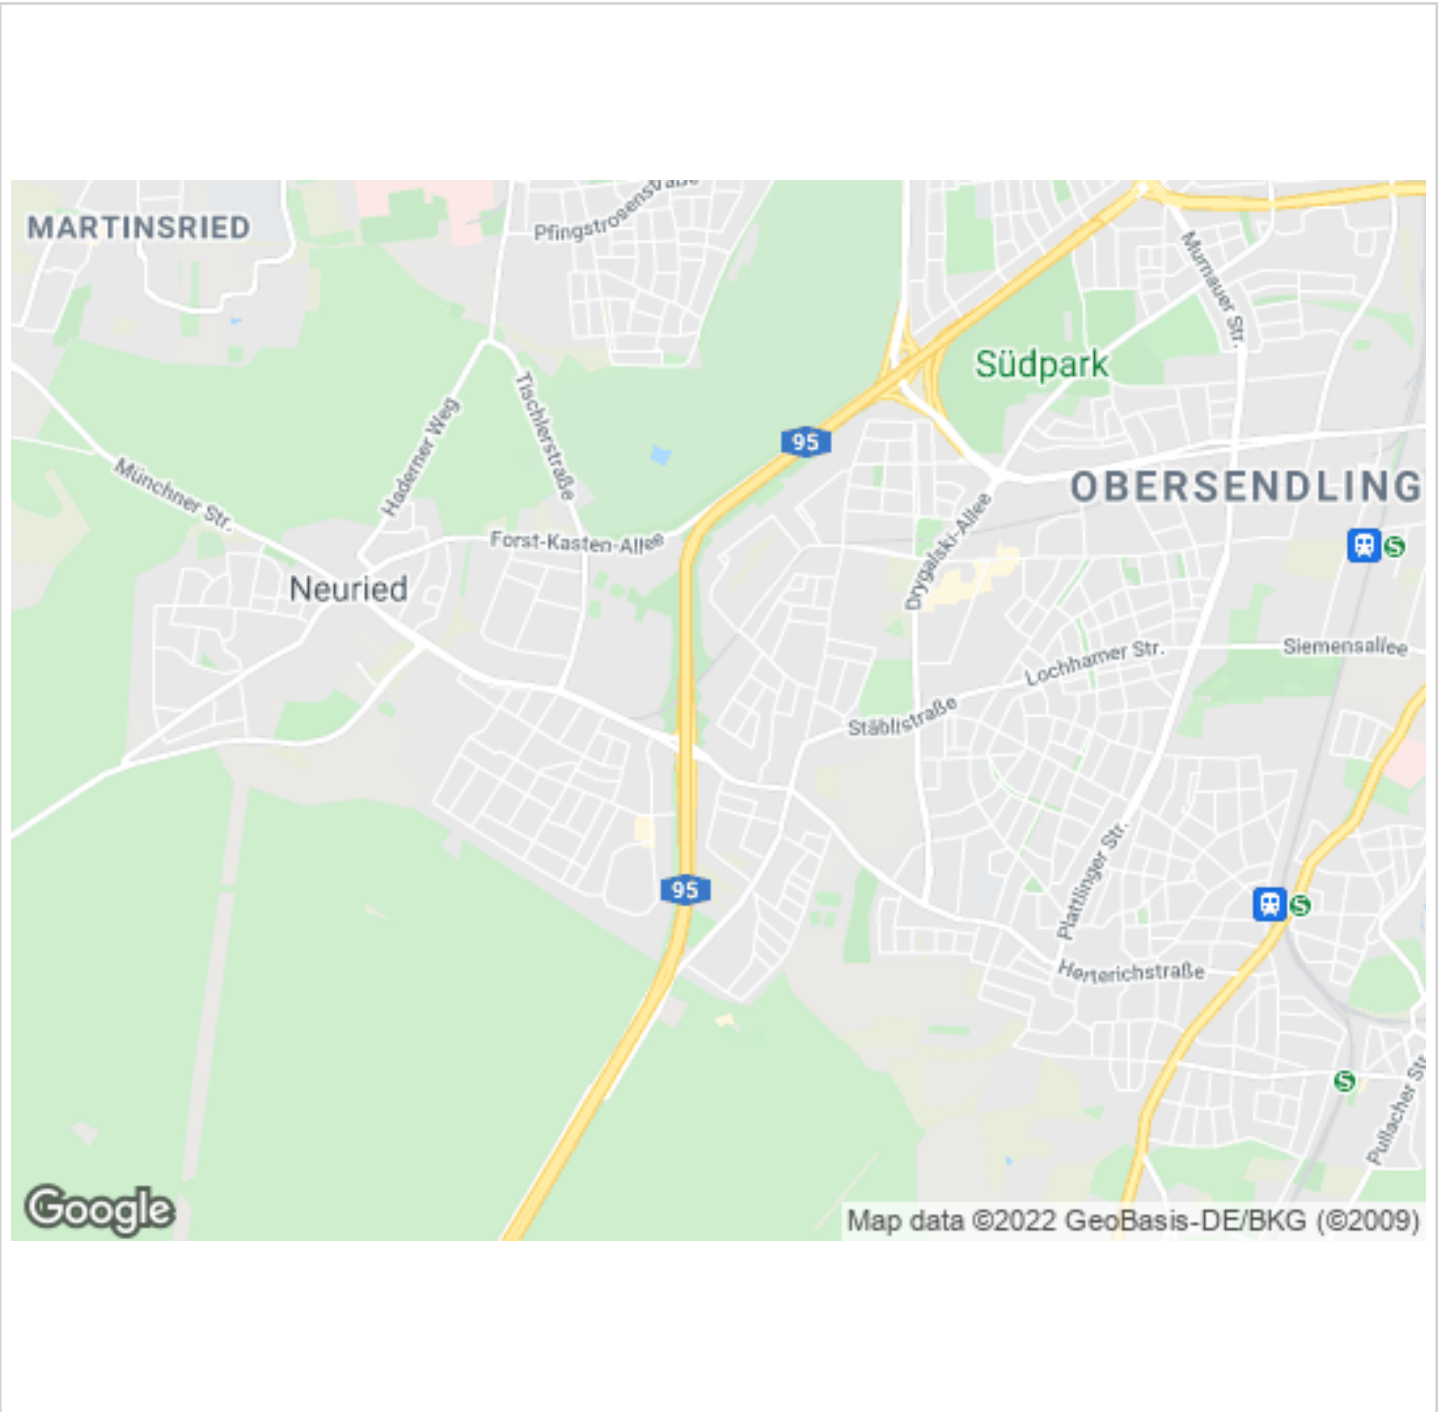 Pfingstrosenstraße
MARTINSRIED
Murnauer Str.
Südpark
Tischlerstraße
Haderner Weg
95
Münchner Str.
OBERSENDLING
Drygalski-Allee
Forst-Kasten-Allee
S
Neuried
Lochhamer Str.
Siemensallee
Stäblistraße
Plattlinger Str.
95
S
Herterichstraße
S
Pullacher Str
Google
Map data ©2022 GeoBasis-DE/BKG (©2009)